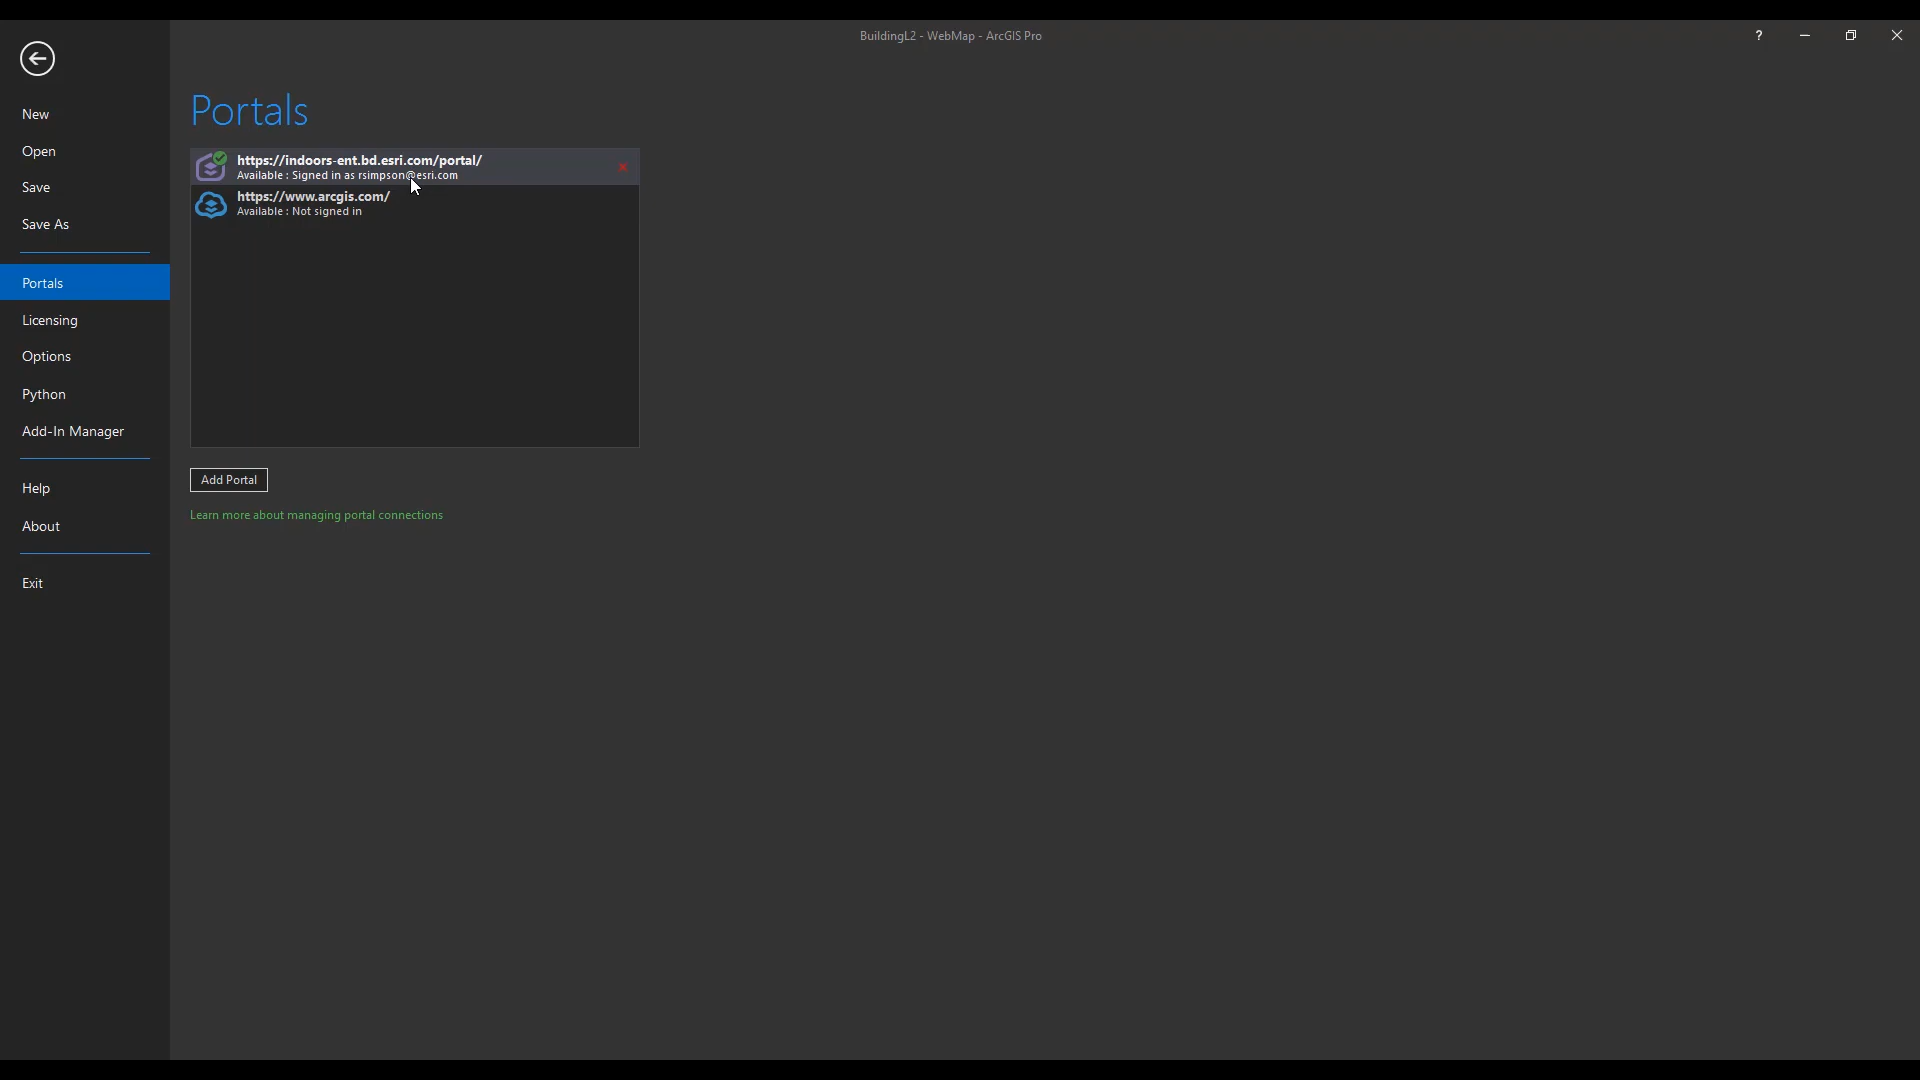 BuildingL2 - WebMap - ArcGIS Pro
?
New
Open
Save
Save As
Portals
Licensing
Options
Python
Add-In Manager
Help
About
Exit
Portals
https://indoors-ent.bd.esri.com/portal/
Available : Signed in as rsimpson@esri.com
https://www.arcgis.com/
Available : Not signed in
Add Portal
Learn more about managing portal connections